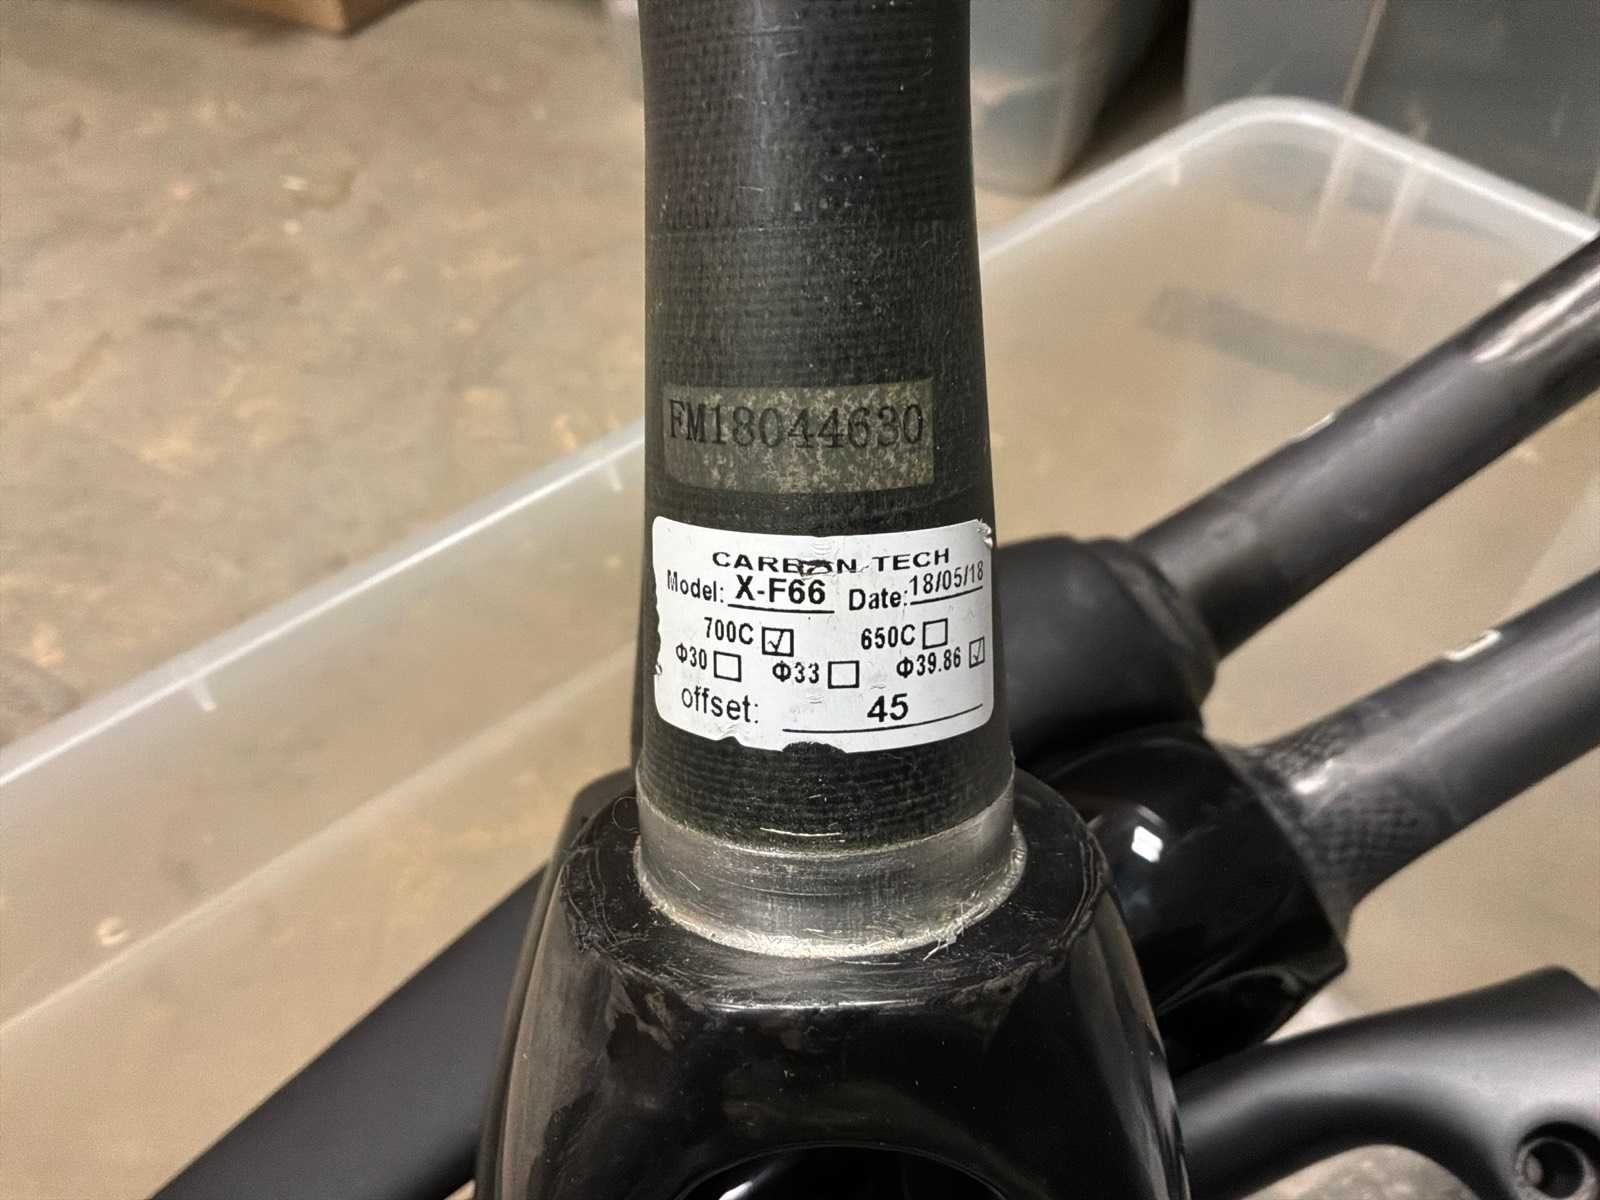 FM18044630
CARBON TECH
Model: X-F66 Date: 18/05/18
700C ☑ 650C ☐
Φ30 ☐ Φ33 ☐ Φ39.86 ☑
offset: 45